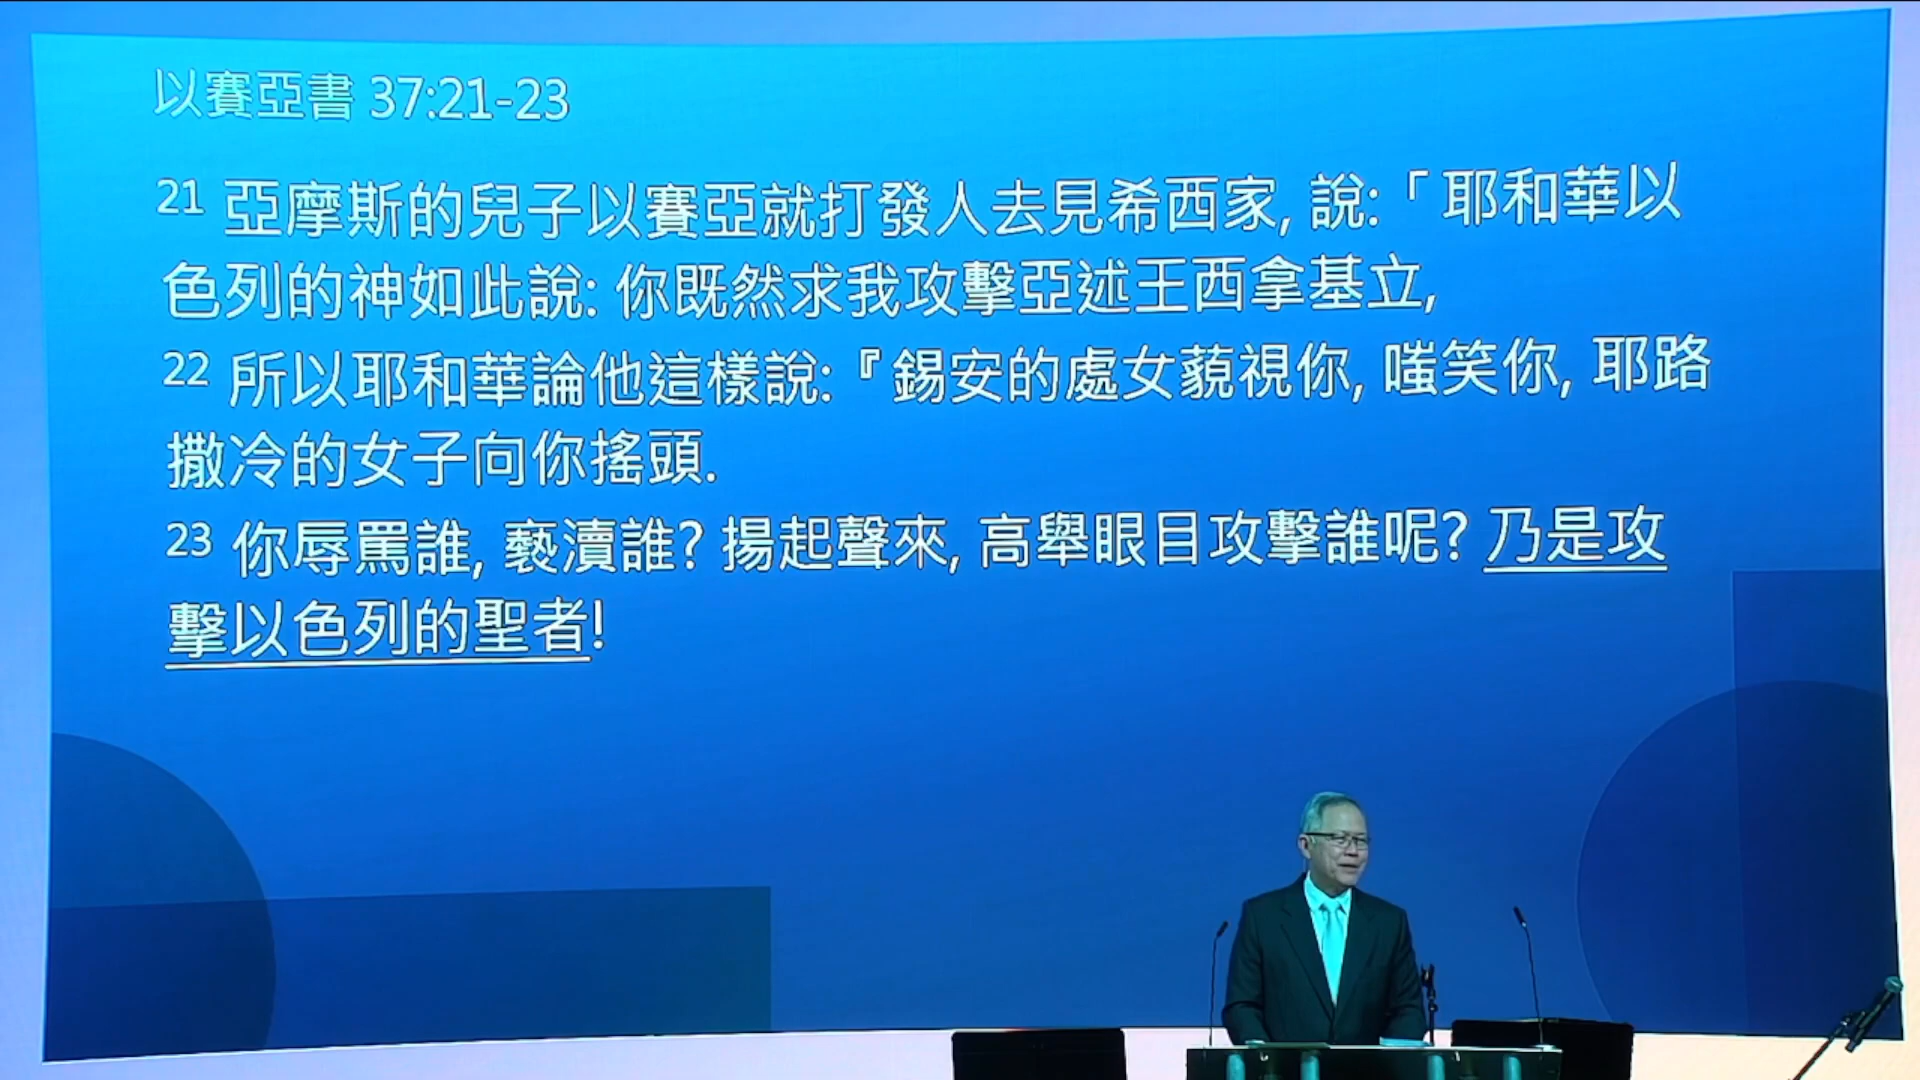 以賽亞書 37:21-23
21 亞摩斯的兒子以賽亞就打發人去見希西家, 說:「耶和華以
色列的神如此說: 你既然求我攻擊亞述王西拿基立,
22 所以耶和華論他這樣說:『錫安的處女藐視你, 嗤笑你, 耶路
撒冷的女子向你搖頭.
23 你辱罵誰, 褻瀆誰? 揚起聲來, 高舉眼目攻擊誰呢? 乃是攻
擊以色列的聖者!